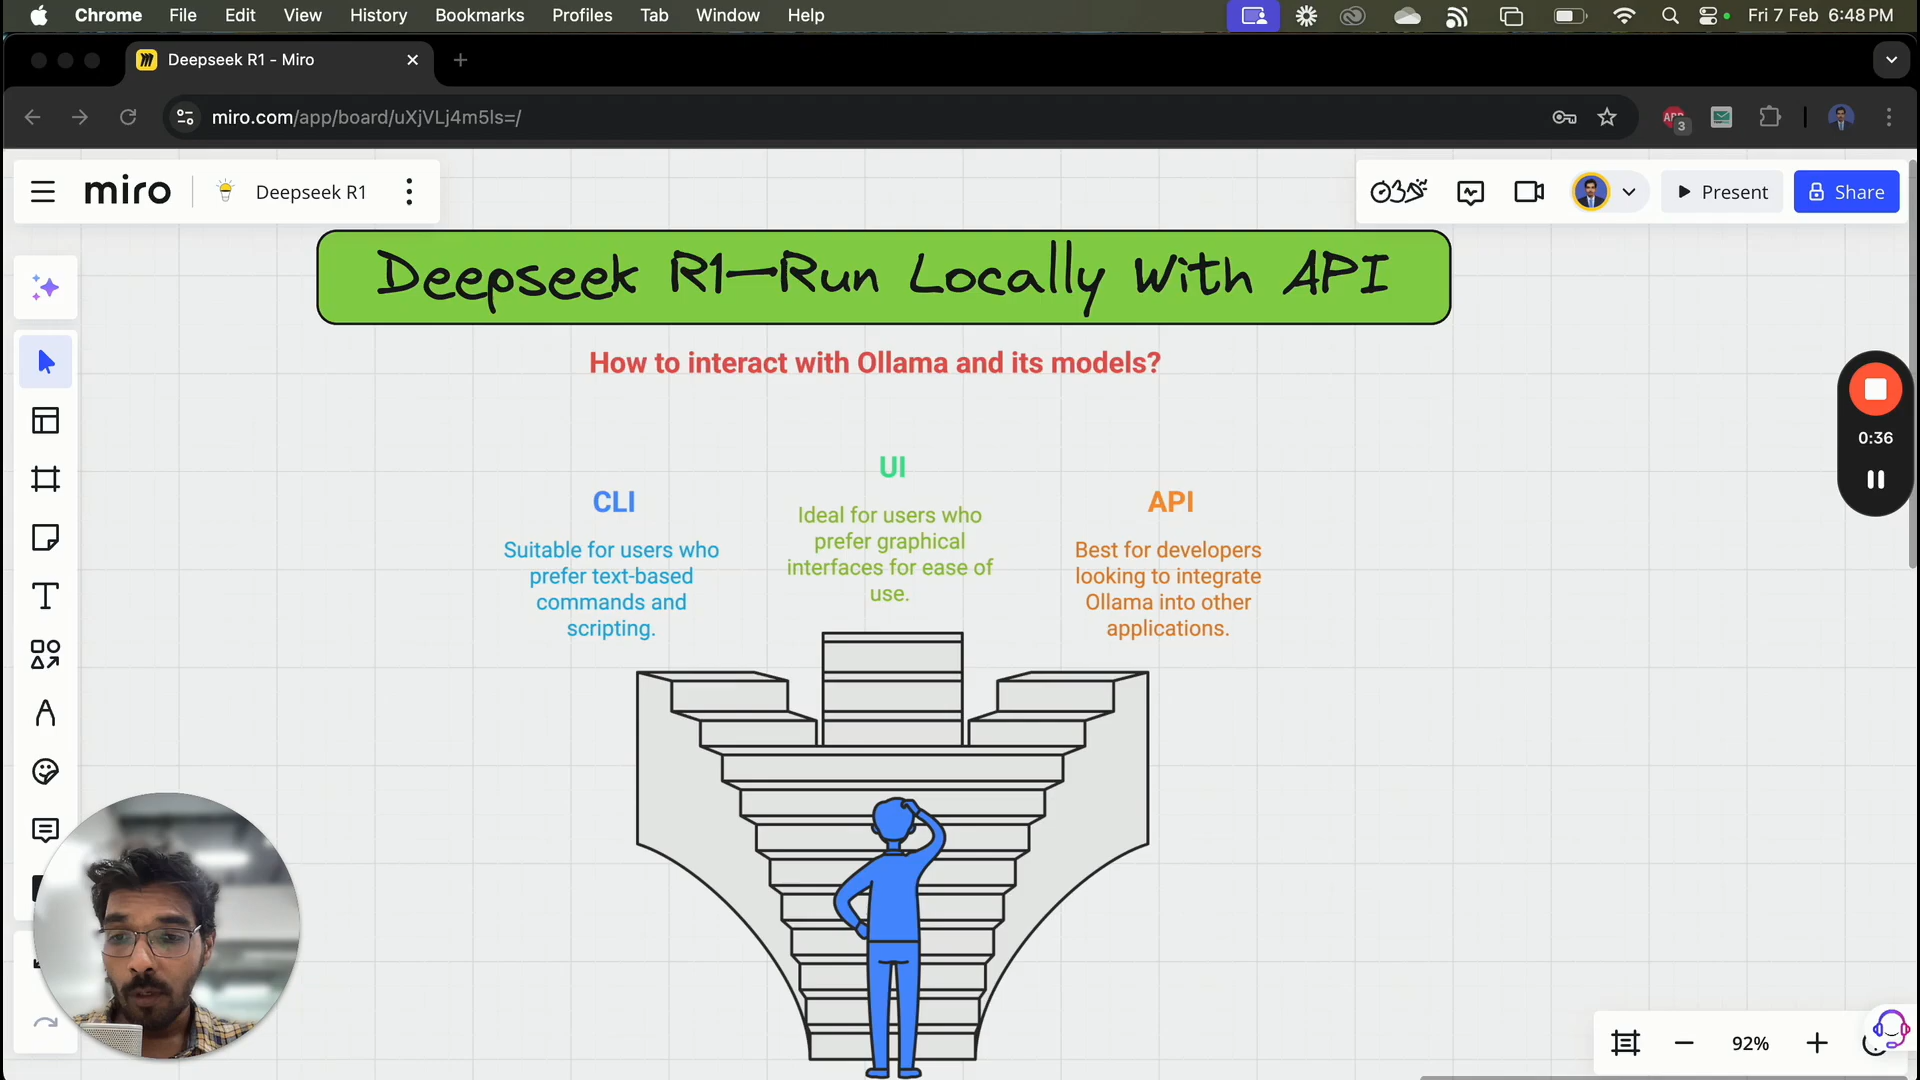 Chrome File Edit View History Bookmarks Profiles Tab Window Help Fri 7 Feb 6:48 PM
Deepseek R1 - Miro
miro.com/app/board/uXjVLj4m5ls=/
3
miro Deepseek R1
Present Share
Deepseek R1—Run Locally With API
How to interact with Ollama and its models?
CLI
Suitable for users who
prefer text-based
commands and
scripting.
UI
Ideal for users who
prefer graphical
interfaces for ease of
use.
API
Best for developers
looking to integrate
Ollama into other
applications.
0:36
92%